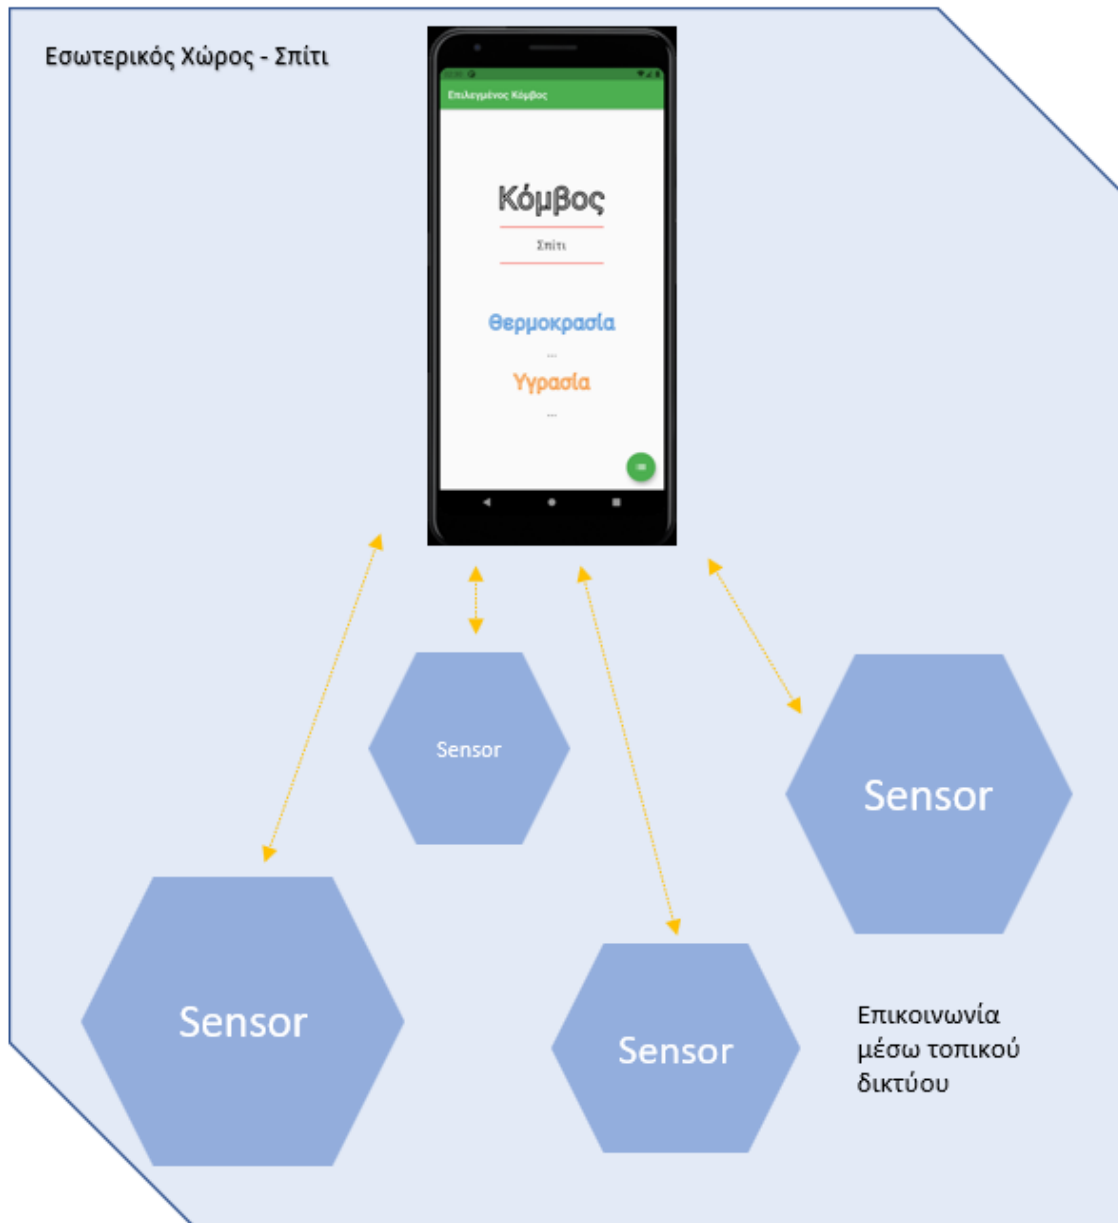 Εσωτερικός Χώρος - Σπίτι
Επιλεγμένος Κόμβος
Κόμβος
Σπίτι
Θερμοκρασία
...
Υγρασία
...
Sensor
Sensor
Sensor
Sensor
Επικοινωνία
μέσω τοπικού
δικτύου